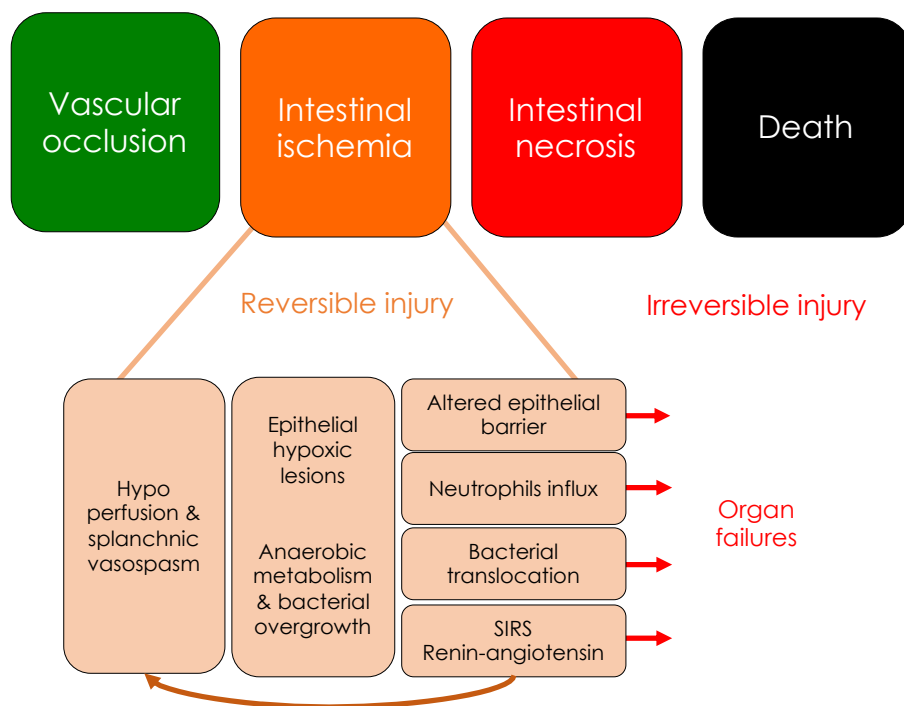 Vascular
occlusion
Intestinal
ischemia
Intestinal
necrosis
Death
Reversible injury
Irreversible injury
Hypo
perfusion &
splanchnic
vasospasm
Epithelial
hypoxic
lesions
Anaerobic
metabolism
& bacterial
overgrowth
Altered epithelial
barrier
Neutrophils influx
Bacterial
translocation
SIRS
Renin-angiotensin
Organ
failures